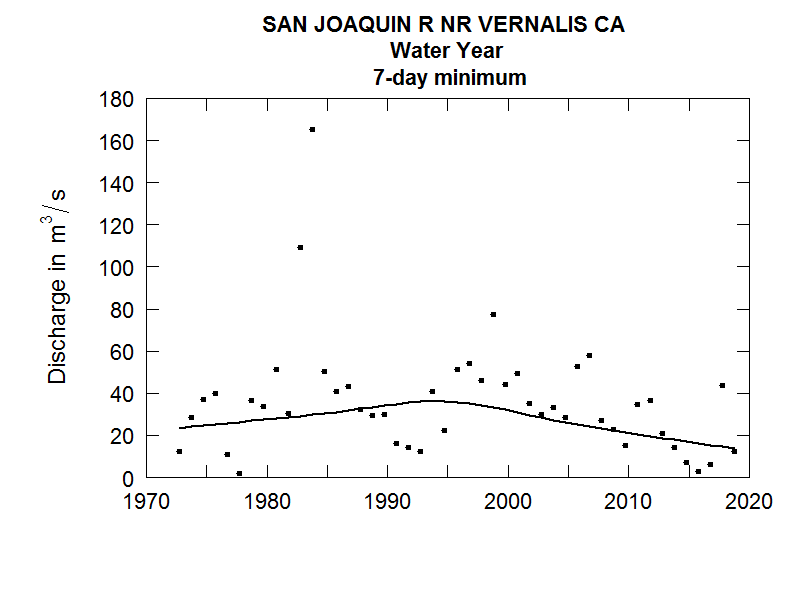 SAN JOAQUIN R NR VERNALIS CA
Water Year
7-day minimum
Discharge in m³/s
180
160
140
120
100
80
60
40
20
0
1970 1980 1990 2000 2010 2020